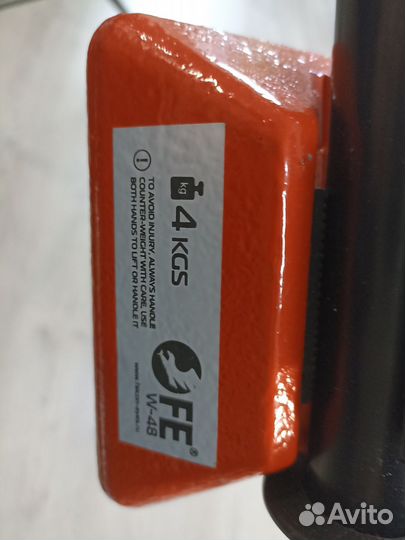 kg
4 KGS
TO AVOID INJURY, ALWAYS HANDLE
COUNTER-WEIGHT WITH CARE, USE
BOTH HANDS TO LIFT OR HANDLE IT
FE®
W-48
Avito